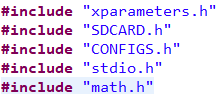 #include "xparameters.h"
#include "SDCARD.h"
#include "CONFIGS.h"
#include "stdio.h"
#include "math.h"